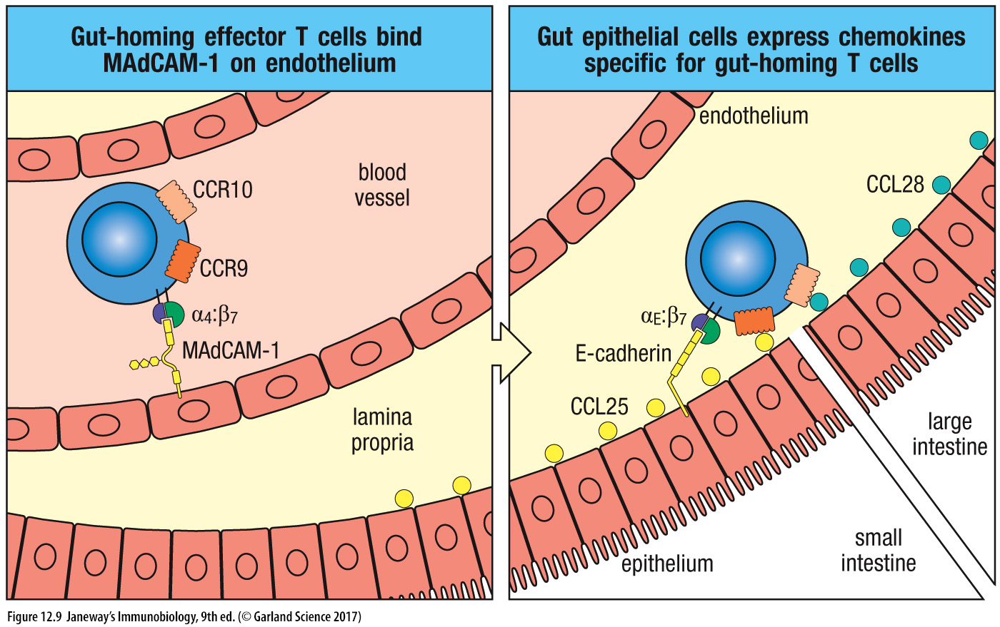 Gut-homing effector T cells bind
MAdCAM-1 on endothelium
CCR10
blood
vessel
CCR9
α4:β7
MAdCAM-1
lamina
propria
Gut epithelial cells express chemokines
specific for gut-homing T cells
endothelium
CCL28
αE:β7
E-cadherin
CCL25
large
intestine
small
intestine
epithelium
Figure 12.9 Janeway's Immunobiology, 9th ed. (© Garland Science 2017)